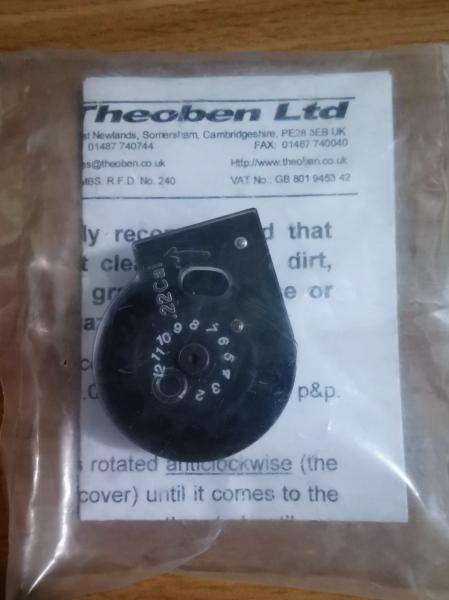 Theoben Ltd
Newlands, Somersham, Cambridgeshire, PE28 3EB UK
01487 740744 FAX: 01487 740040
@theoben.co.uk Http://www.theoben.co.uk
R.F.D. No. 240 VAT No.: GB 801 9453 42
that
dirt,
or
.22Cal
12 11 10 9 8 7 6 5 4 3 2
p&p.
rotated anticlockwise (the
cover) until it comes to the